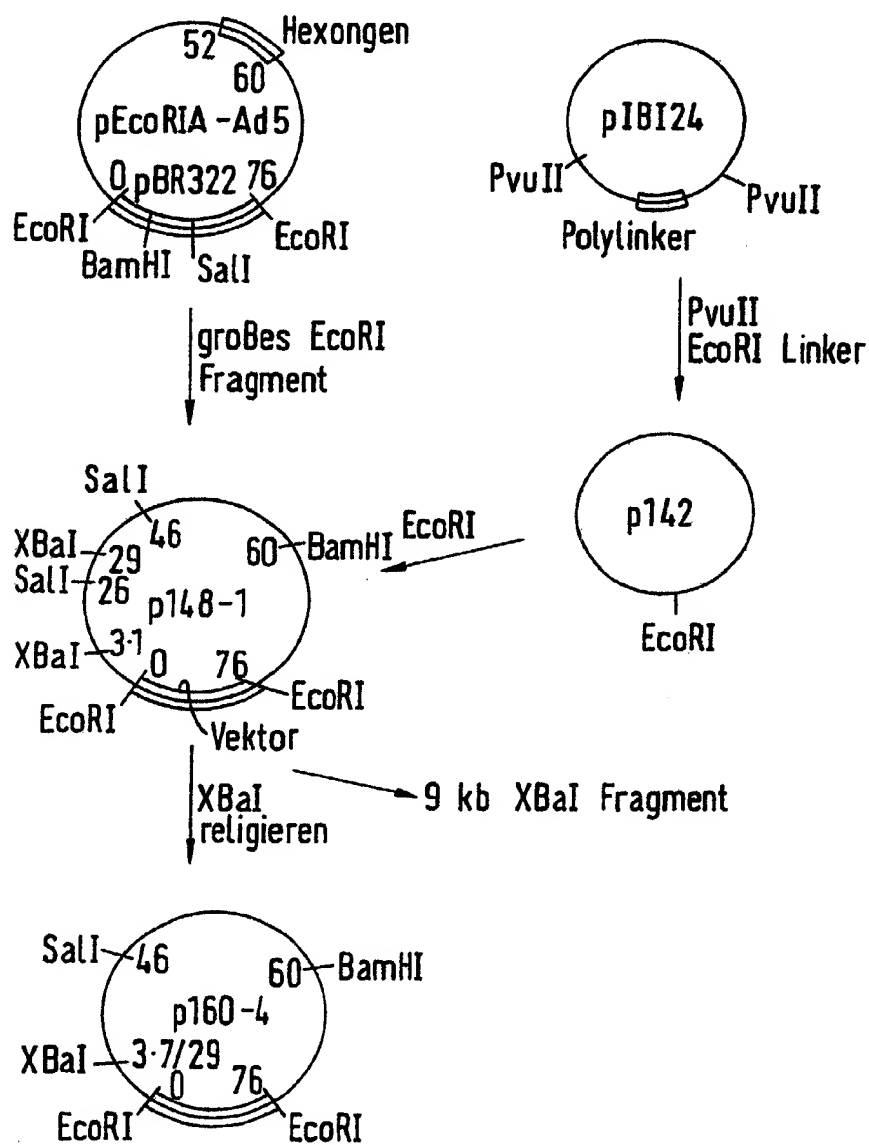 Hexongen
52
60
pEcoRIA-Ad5
0 pBR322 76
EcoRI
EcoRI
BamHI
SalI
pIBI24
PvuII
PvuII
Polylinker
großes EcoRI
Fragment
PvuII
EcoRI Linker
SalI
46
XBaI
29
SalI
26
60
BamHI
EcoRI
p148-1
XBaI
3·1
0
76
EcoRI
EcoRI
Vektor
p142
EcoRI
XBaI
religieren
9 kb XBaI Fragment
SalI
46
60
BamHI
p160-4
XBaI
3·7/29
0
76
EcoRI
EcoRI